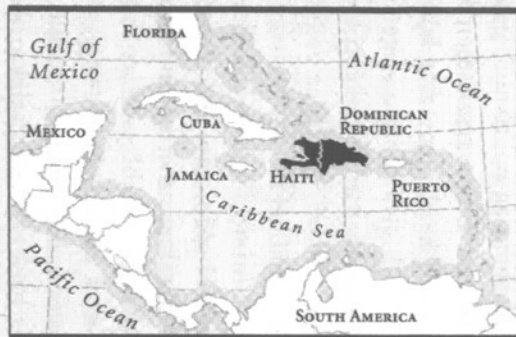 FLORIDA
Gulf of
Mexico
Atlantic Ocean
MEXICO
CUBA
DOMINICAN
REPUBLIC
JAMAICA
HAITI
PUERTO
RICO
Caribbean Sea
Pacific Ocean
SOUTH AMERICA